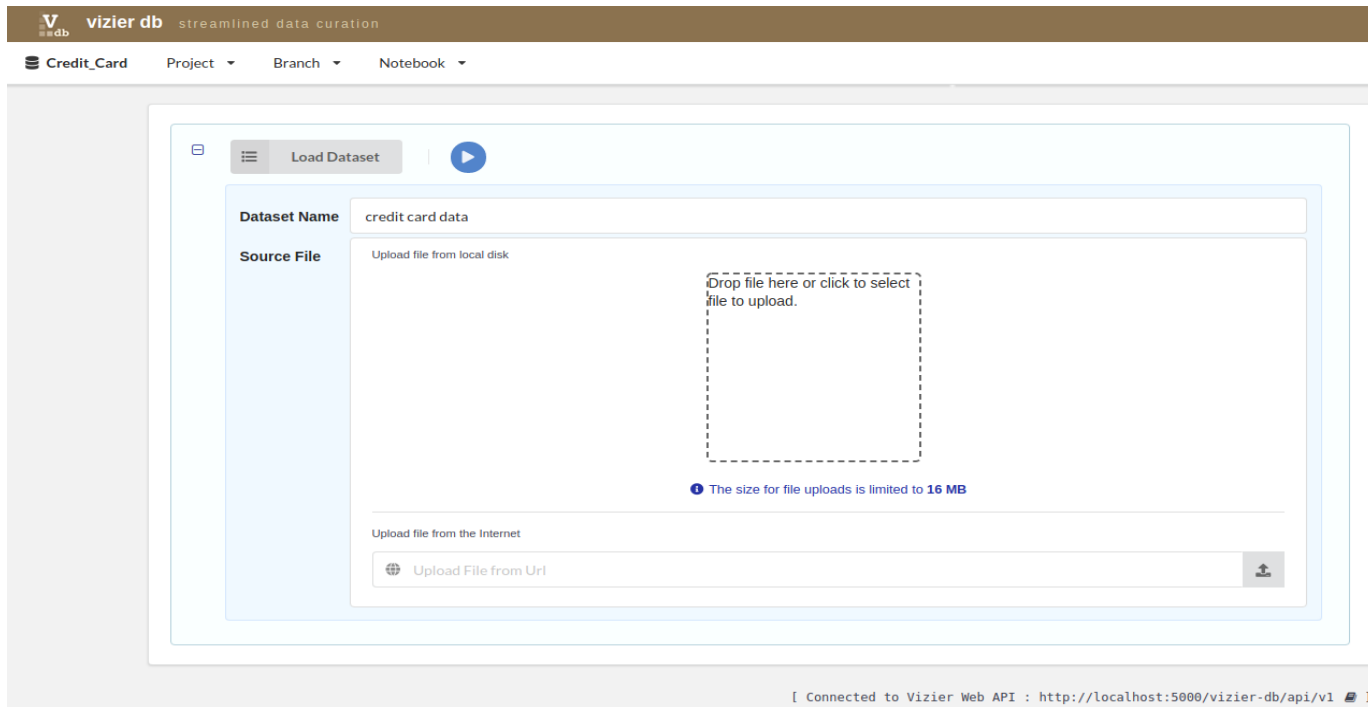 V db vizier db streamlined data curation
Credit_Card Project Branch Notebook
Load Dataset
Dataset Name credit card data
Source File Upload file from local disk
Drop file here or click to select
file to upload.
The size for file uploads is limited to 16 MB
Upload file from the Internet
Upload File from Url
[ Connected to Vizier Web API : http://localhost:5000/vizier-db/api/v1 ]